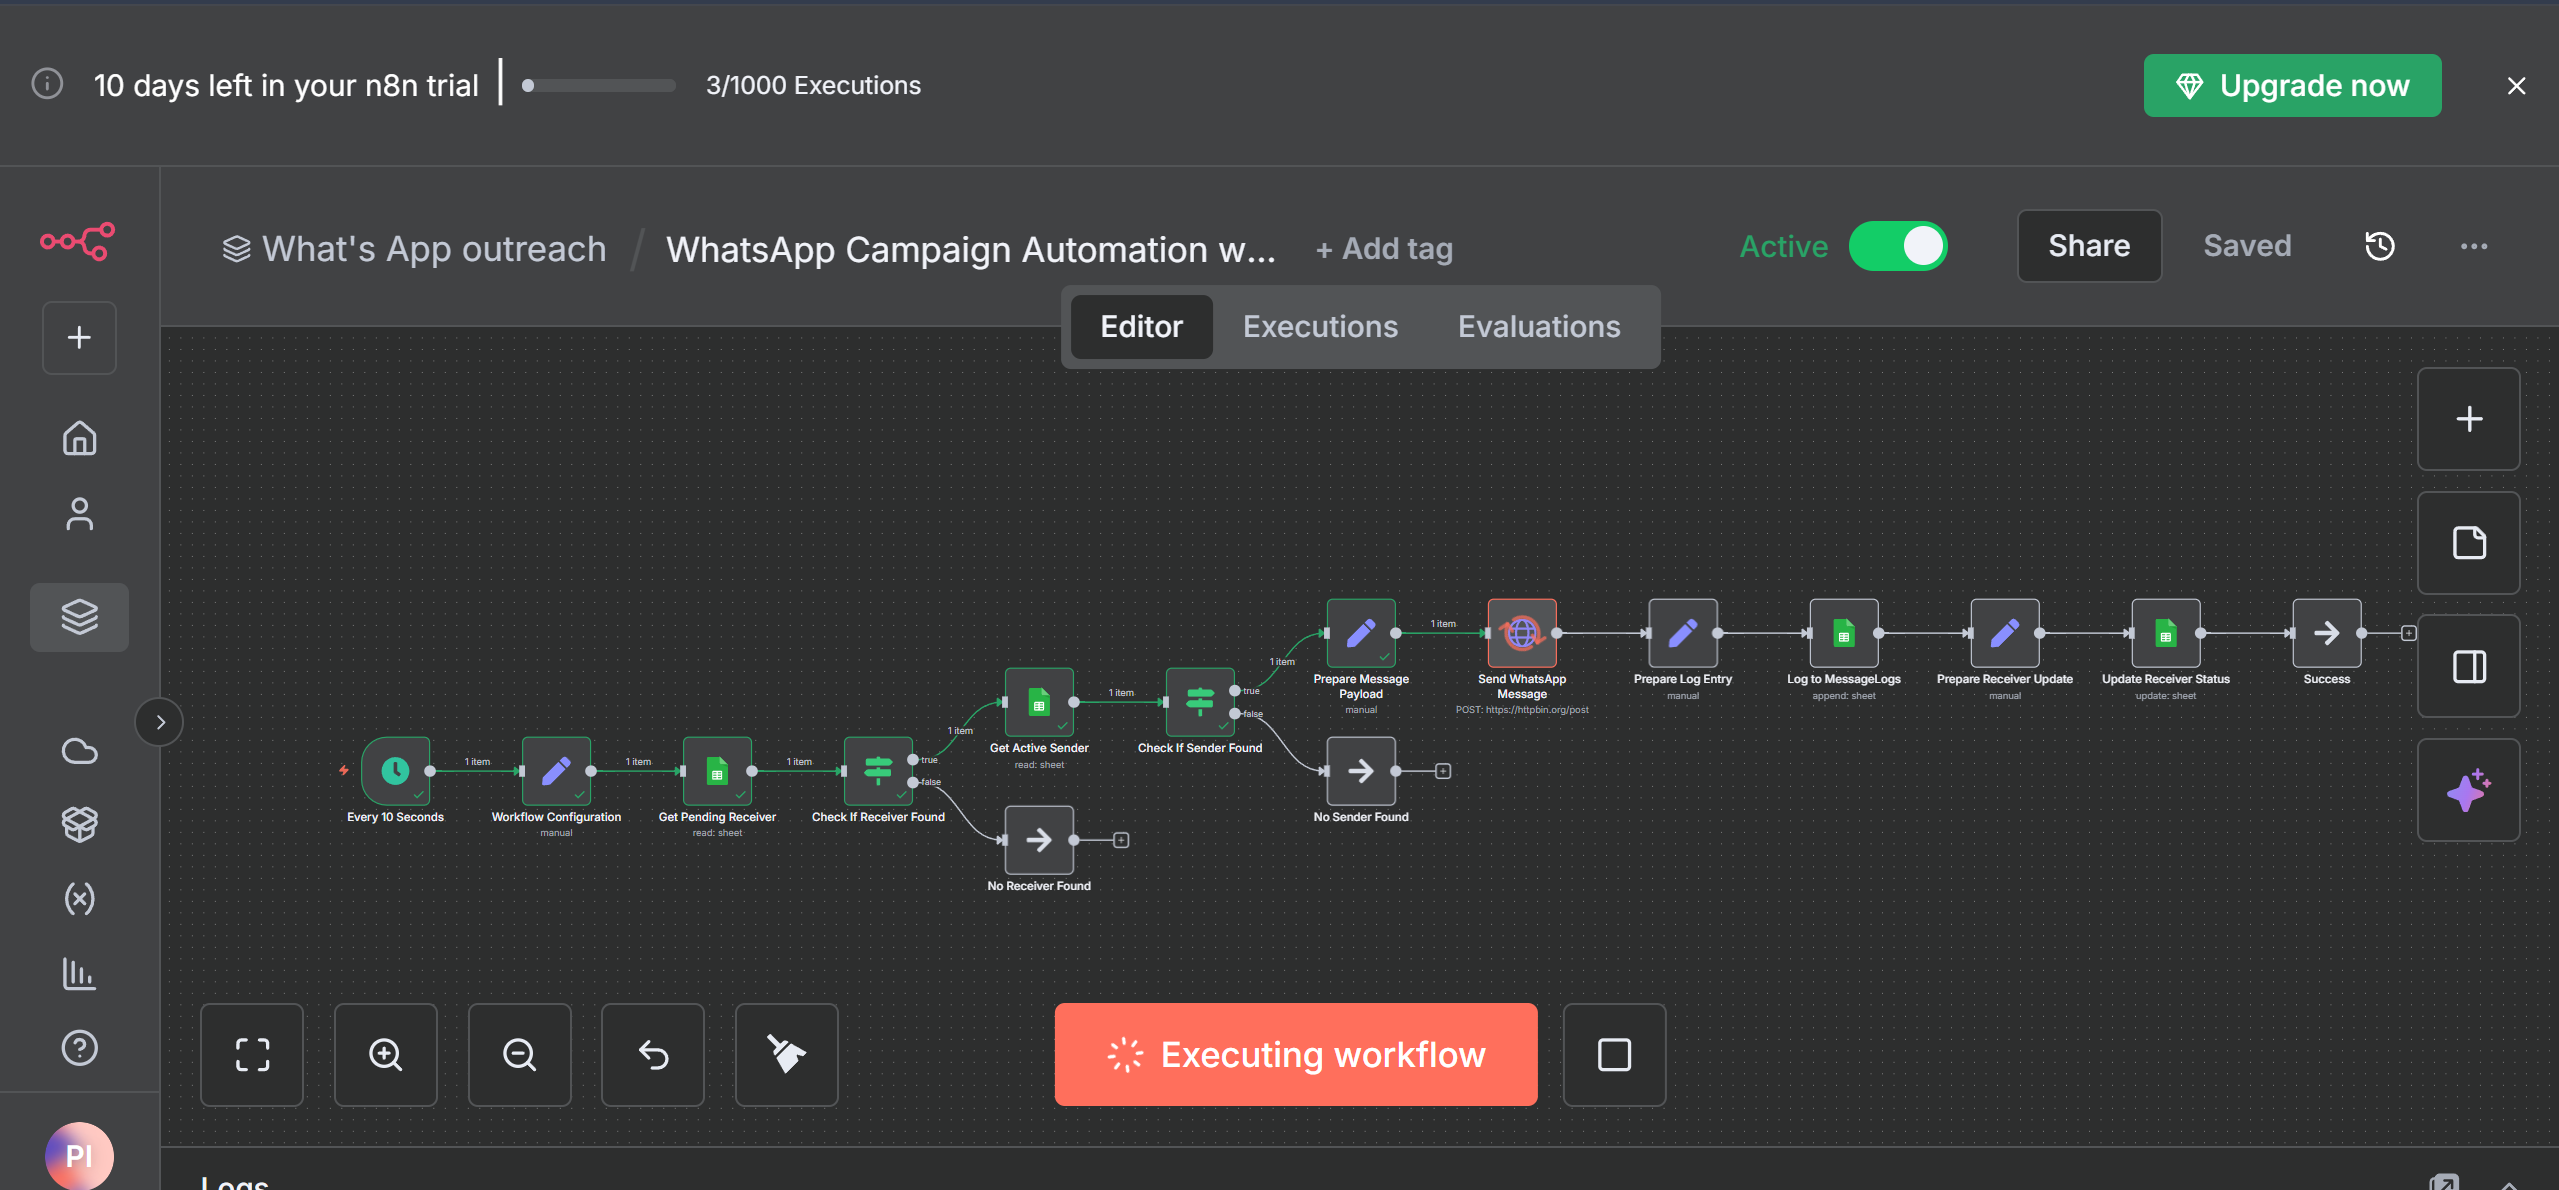 10 days left in your n8n trial
3/1000 Executions
Upgrade now
What's App outreach / WhatsApp Campaign Automation w...
+ Add tag
Active
Share
Saved
Editor
Executions
Evaluations
1 item
Prepare Message
Payload
manual
1 item
Send WhatsApp
Message
POST: https://httpbin.org/post
Prepare Log Entry
manual
Log to MessageLogs
append: sheet
Prepare Receiver Update
manual
Update Receiver Status
update: sheet
Success
1 item
Get Active Sender
read: sheet
1 item
Check If Sender Found
true
false
No Sender Found
Every 10 Seconds
1 item
Workflow Configuration
manual
1 item
Get Pending Receiver
read: sheet
1 item
Check If Receiver Found
true
false
No Receiver Found
Executing workflow
PI
Logs